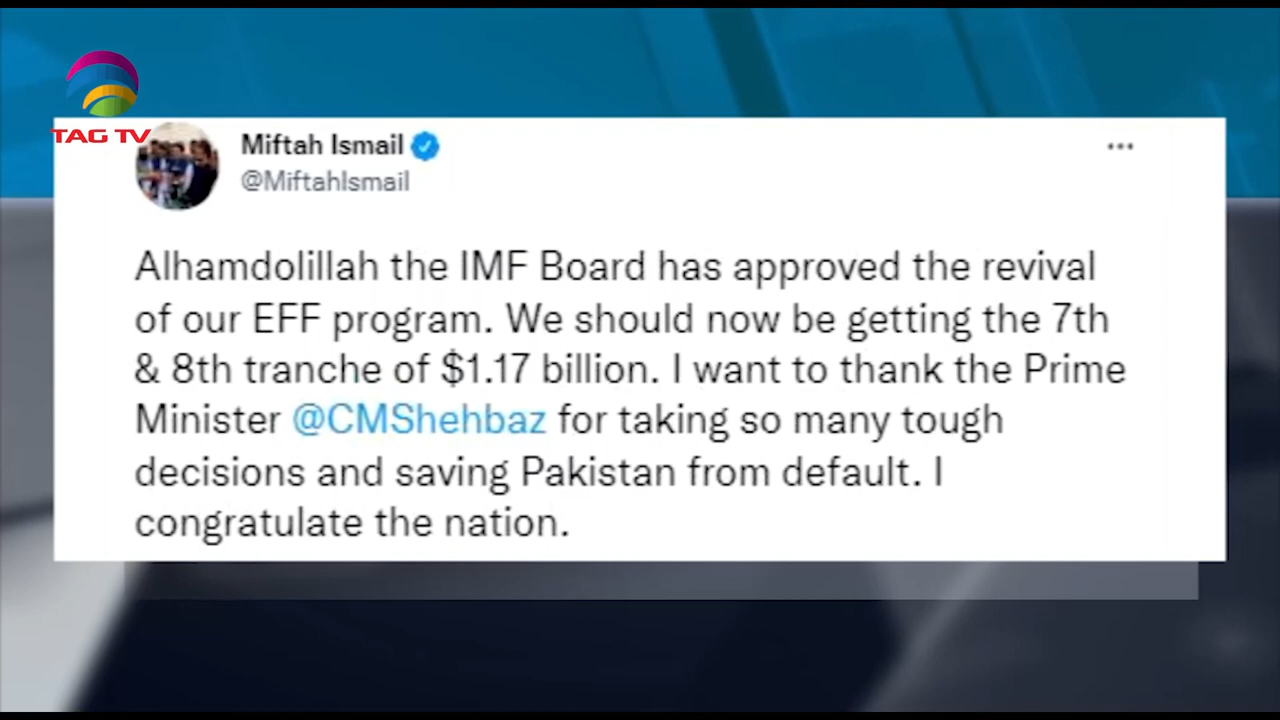 TAG TV
Miftah Ismail
@MiftahIsmail
Alhamdolillah the IMF Board has approved the revival
of our EFF program. We should now be getting the 7th
& 8th tranche of $1.17 billion. I want to thank the Prime
Minister @CMShehbaz for taking so many tough
decisions and saving Pakistan from default. I
congratulate the nation.